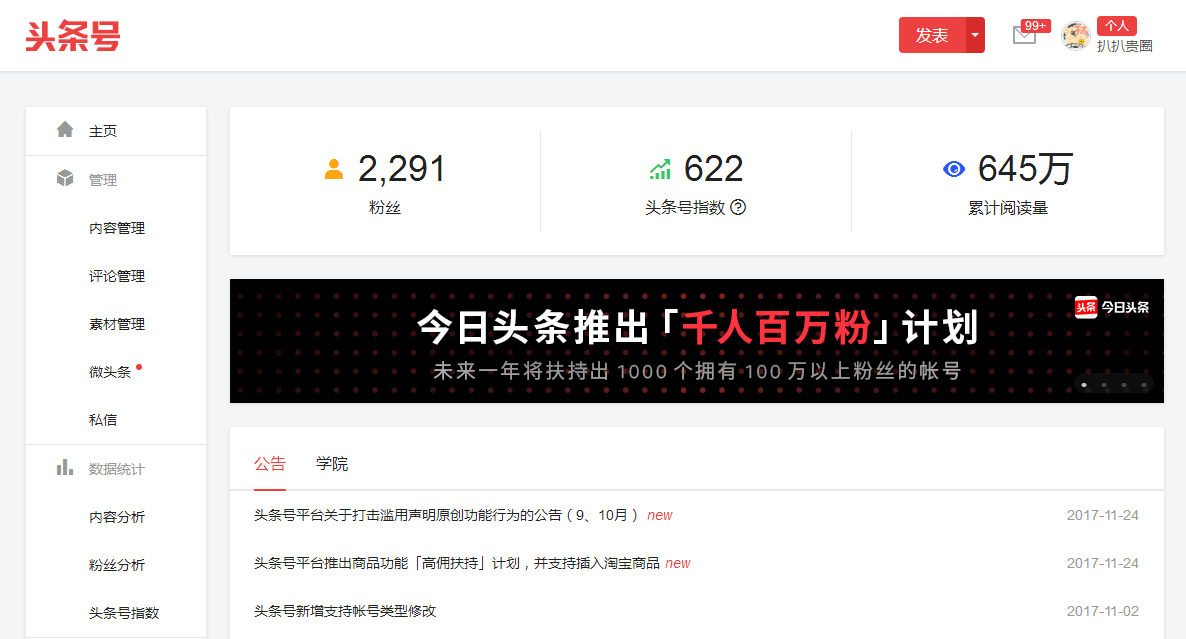 头条号
发表
99+
个人
扒扒贵圈
主页
管理
内容管理
评论管理
素材管理
微头条
私信
数据统计
内容分析
粉丝分析
头条号指数
2,291
粉丝
622
头条号指数 ?
645万
累计阅读量
头条 今日头条
今日头条推出「千人百万粉」计划
未来一年将扶持出 1000 个拥有 100 万以上粉丝的帐号
公告 学院
头条号平台关于打击滥用声明原创功能行为的公告（9、10月） new 2017-11-24
头条号平台推出商品功能「高佣扶持」计划，并支持插入淘宝商品 new 2017-11-24
头条号新增支持帐号类型修改 2017-11-02